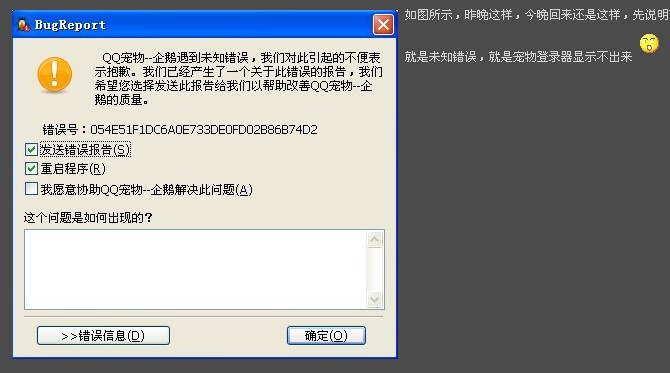 BugReport
QQ宠物--企鹅遇到未知错误，我们对此引起的不便表
示抱歉。我们已经产生了一个关于此错误的报告，我们
希望您选择发送此报告给我们以帮助改善QQ宠物--企
鹅的质量。
错误号：054E51F1DC6A0E733DE0FD02B86B74D2
发送错误报告(S)
重启程序(R)
我愿意协助QQ宠物--企鹅解决此问题(A)
这个问题是如何出现的？
>>错误信息(D)
确定(O)
如图所示，昨晚这样，今晚回来还是这样，先说明
就是未知错误，就是宠物登录器显示不出来